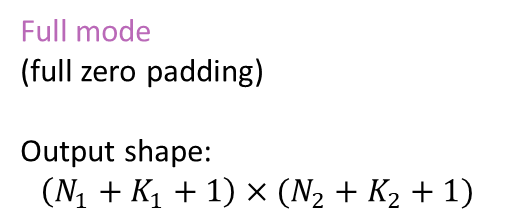 Full mode
(full zero padding)
Output shape:
(N₁ + K₁ + 1) × (N₂ + K₂ + 1)